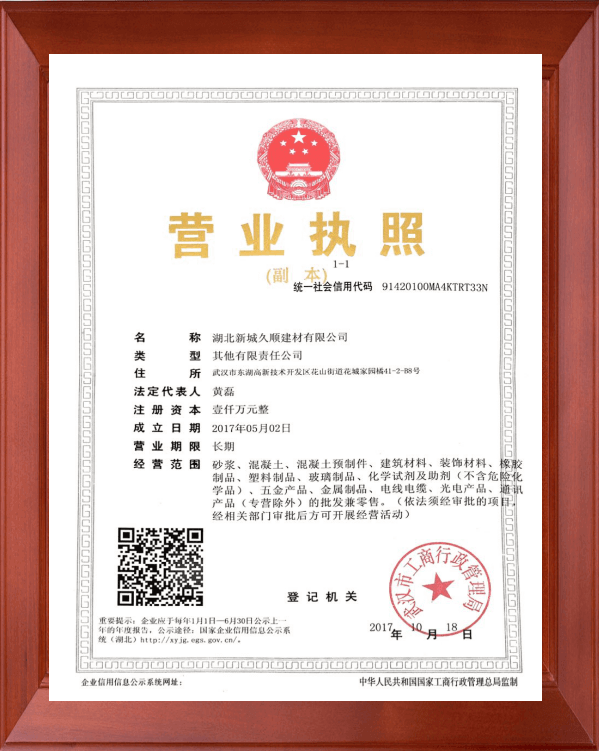 营业执照
(副 本)
1-1
统一社会信用代码 91420100MA4KTRT33N
名称 湖北新城久顺建材有限公司
类型 其他有限责任公司
住所 武汉市东湖高新技术开发区花山街道花城家园橘41-2-B8号
法定代表人 黄磊
注册资本 壹仟万元整
成立日期 2017年05月02日
营业期限 长期
经营范围 砂浆、混凝土、混凝土预制件、建筑材料、装饰材料、橡胶
制品、塑料制品、玻璃制品、化学试剂及助剂（不含危险化
学品）、五金产品、金属制品、电线电缆、光电产品、通讯
产品（专营除外）的批发兼零售。（依法须经审批的项目，
经相关部门审批后方可开展经营活动）
登记机关
武汉市工商行政管理局
2017年 10月 18日
重要提示：企业应于每年1月1日—6月30日公示上一
年的年度报告，公示途径：国家企业信用信息公示系
统（湖北）http://xyjg.egs.gov.cn/。
企业信用信息公示系统网址：
中华人民共和国国家工商行政管理总局监制